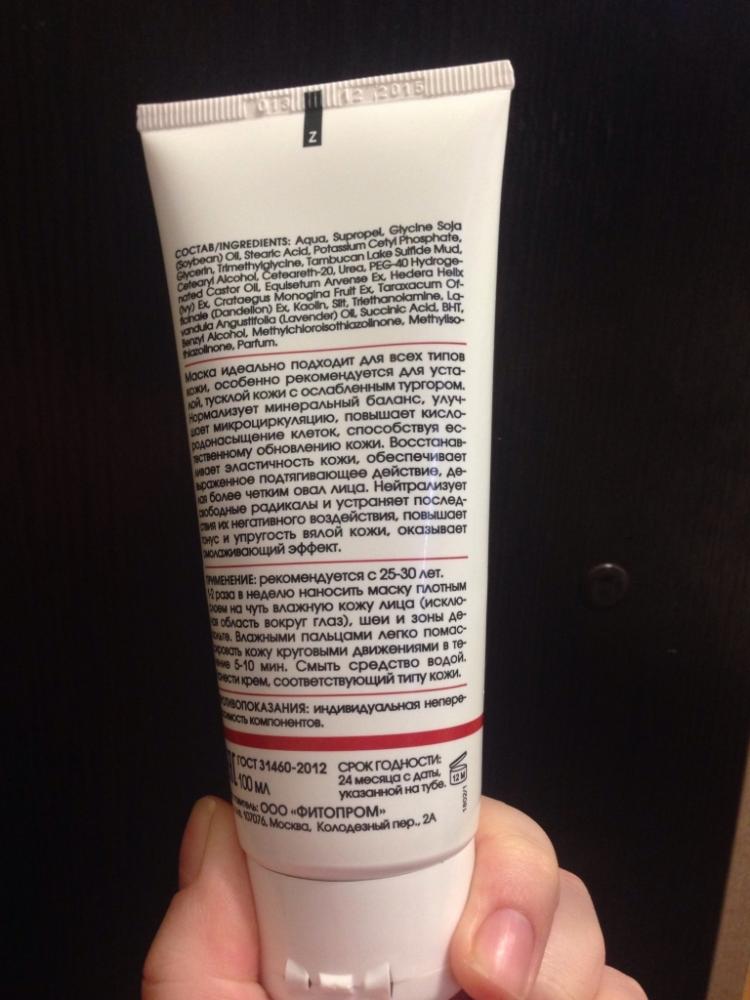 013 12 2015
Z
СОСТАВ/INGREDIENTS: Aqua, Supropel, Glycine Soja
(Soybean) Oil, Stearic Acid, Potassium Cetyl Phosphate,
Glycerin, Trimethylglycine, Tambucan Lake Sulfide Mud,
Cetearyl Alcohol, Ceteareth-20, Urea, PEG-40 Hydroge-
nated Castor Oil, Equisetum Arvense Ex, Hedera Helix
(Ivy) Ex, Crataegus Monogina Fruit Ex, Taraxacum Of-
ficinale (Dandelion) Ex, Kaolin, Silt, Triethanolamine, La-
vandula Angustifolia (Lavender) Oil, Succinic Acid, BHT,
Benzyl Alcohol, Methylchloroisothiazolinone, Methyliso-
thiazolinone, Parfum.
Маска идеально подходит для всех типов
кожи, особенно рекомендуется для уста-
лой, тусклой кожи с ослабленным тургором.
Нормализует минеральный баланс, улуч-
шает микроциркуляцию, повышает кисло-
родонасыщение клеток, способствуя ес-
тественному обновлению кожи. Восстанав-
ливает эластичность кожи, обеспечивает
выраженное подтягивающее действие, де-
лая более четким овал лица. Нейтрализует
свободные радикалы и устраняет послед-
ствия их негативного воздействия, повышает
тонус и упругость вялой кожи, оказывает
омолаживающий эффект.
ПРИМЕНЕНИЕ: рекомендуется с 25-30 лет.
1-2 раза в неделю наносить маску плотным
слоем на чуть влажную кожу лица (исклю-
чая область вокруг глаз), шеи и зоны де-
кольте. Влажными пальцами легко помас-
сировать кожу круговыми движениями в те-
чение 5-10 мин. Смыть средство водой.
Нанести крем, соответствующий типу кожи.
ПРОТИВОПОКАЗАНИЯ: индивидуальная непере-
носимость компонентов.
ГОСТ 31460-2012 СРОК ГОДНОСТИ:
100 МЛ 24 месяца с даты,
указанной на тубе.
12 M
1802/1
ООО «ФИТОПРОМ»
107076, Москва, Колодезный пер., 2А